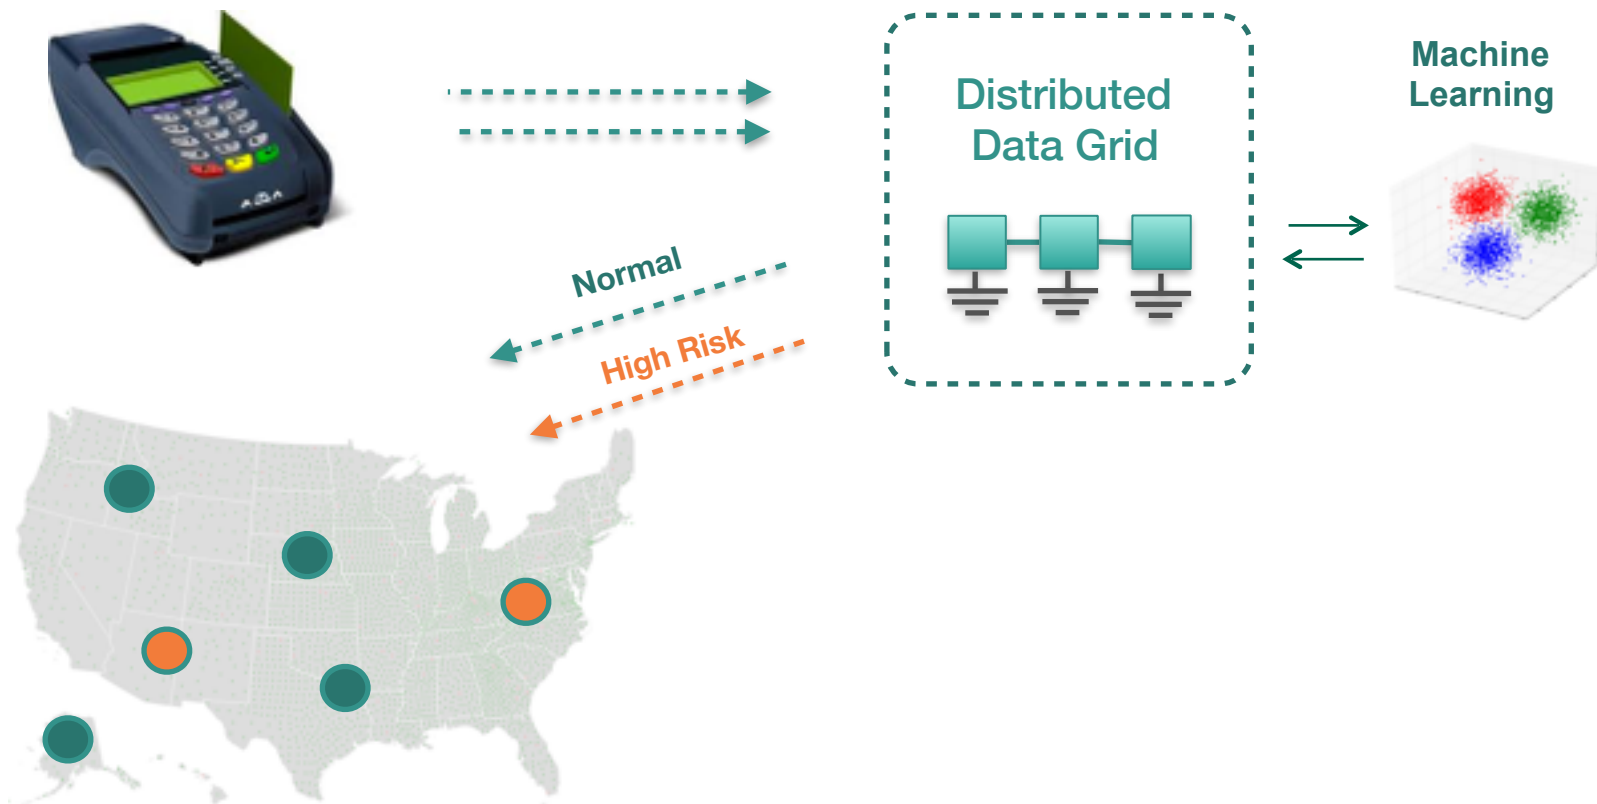 Distributed
Data Grid
Machine
Learning
Normal
High Risk